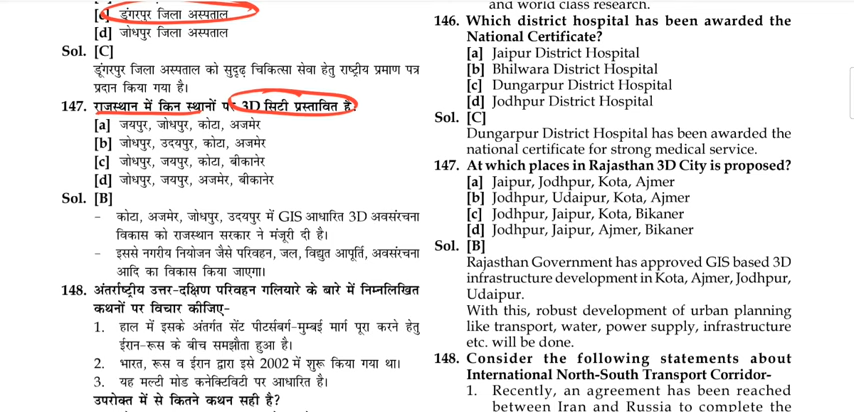 [c] डूंगरपुर जिला अस्पताल
[d] जोधपुर जिला अस्पताल
Sol. [C]
डूंगरपुर जिला अस्पताल को सुदृढ़ चिकित्सा सेवा हेतु राष्ट्रीय प्रमाण पत्र
प्रदान किया गया है।
147. राजस्थान में किन स्थानों पर 3D सिटी प्रस्तावित है?
[a] जयपुर, जोधपुर, कोटा, अजमेर
[b] जोधपुर, उदयपुर, कोटा, अजमेर
[c] जोधपुर, जयपुर, कोटा, बीकानेर
[d] जोधपुर, जयपुर, अजमेर, बीकानेर
Sol. [B]
- कोटा, अजमेर, जोधपुर, उदयपुर में GIS आधारित 3D अवसंरचना
विकास को राजस्थान सरकार ने मंजूरी दी है।
- इससे नगरीय नियोजन जैसे परिवहन, जल, विद्युत आपूर्ति, अवसंरचना
आदि का विकास किया जाएगा।
148. अंतर्राष्ट्रीय उत्तर-दक्षिण परिवहन गलियारे के बारे में निम्नलिखित
कथनों पर विचार कीजिए-
1. हाल में इसके अंतर्गत सेंट पीटर्सबर्ग-मुम्बई मार्ग पूरा करने हेतु
ईरान-रूस के बीच समझौता हुआ है।
2. भारत, रूस व ईरान द्वारा इसे 2002 में शुरू किया गया था।
3. यह मल्टी मोड कनेक्टिविटी पर आधारित है।
उपरोक्त में से कितने कथन सही है?
and world class research.
146. Which district hospital has been awarded the
National Certificate?
[a] Jaipur District Hospital
[b] Bhilwara District Hospital
[c] Dungarpur District Hospital
[d] Jodhpur District Hospital
Sol. [C]
Dungarpur District Hospital has been awarded the
national certificate for strong medical service.
147. At which places in Rajasthan 3D City is proposed?
[a] Jaipur, Jodhpur, Kota, Ajmer
[b] Jodhpur, Udaipur, Kota, Ajmer
[c] Jodhpur, Jaipur, Kota, Bikaner
[d] Jodhpur, Jaipur, Ajmer, Bikaner
Sol. [B]
Rajasthan Government has approved GIS based 3D
infrastructure development in Kota, Ajmer, Jodhpur,
Udaipur.
With this, robust development of urban planning
like transport, water, power supply, infrastructure
etc. will be done.
148. Consider the following statements about
International North-South Transport Corridor-
1. Recently, an agreement has been reached
between Iran and Russia to complete the